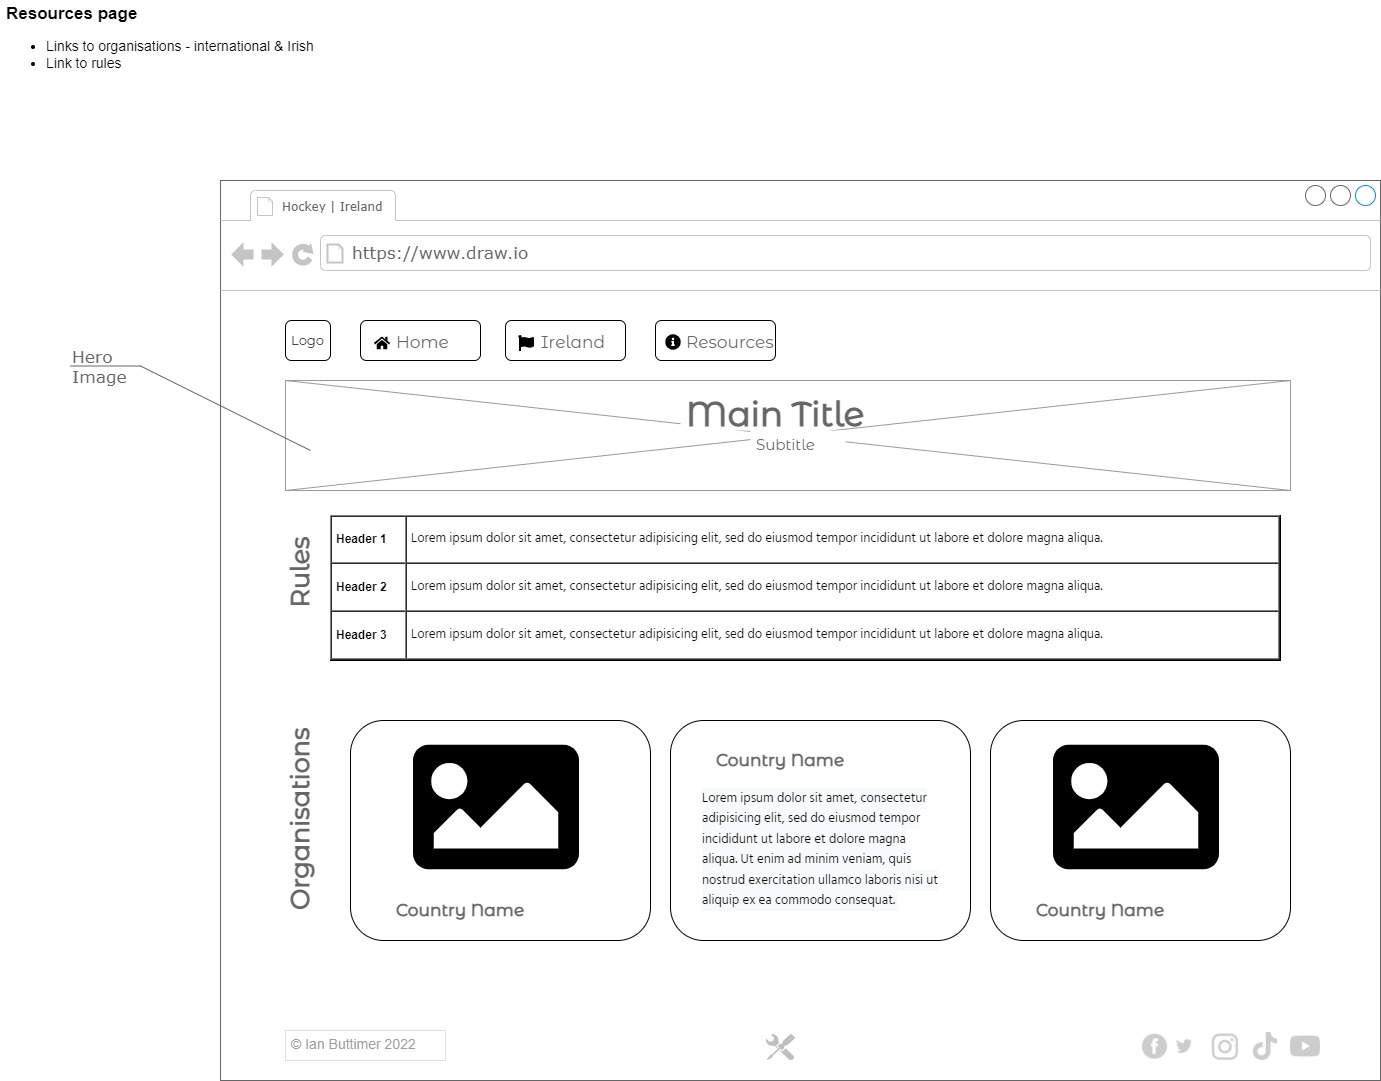 Resources page
Links to organisations - international & Irish
Link to rules
Hockey | Ireland
https://www.draw.io
Logo
Home
Ireland
Resources
Hero
Image
Main Title
Subtitle
Rules
Header 1
Lorem ipsum dolor sit amet, consectetur adipisicing elit, sed do eiusmod tempor incididunt ut labore et dolore magna aliqua.
Header 2
Lorem ipsum dolor sit amet, consectetur adipisicing elit, sed do eiusmod tempor incididunt ut labore et dolore magna aliqua.
Header 3
Lorem ipsum dolor sit amet, consectetur adipisicing elit, sed do eiusmod tempor incididunt ut labore et dolore magna aliqua.
Organisations
Country Name
Country Name
Lorem ipsum dolor sit amet, consectetur
adipisicing elit, sed do eiusmod tempor
incididunt ut labore et dolore magna
aliqua. Ut enim ad minim veniam, quis
nostrud exercitation ullamco laboris nisi ut
aliquip ex ea commodo consequat.
Country Name
© Ian Buttimer 2022